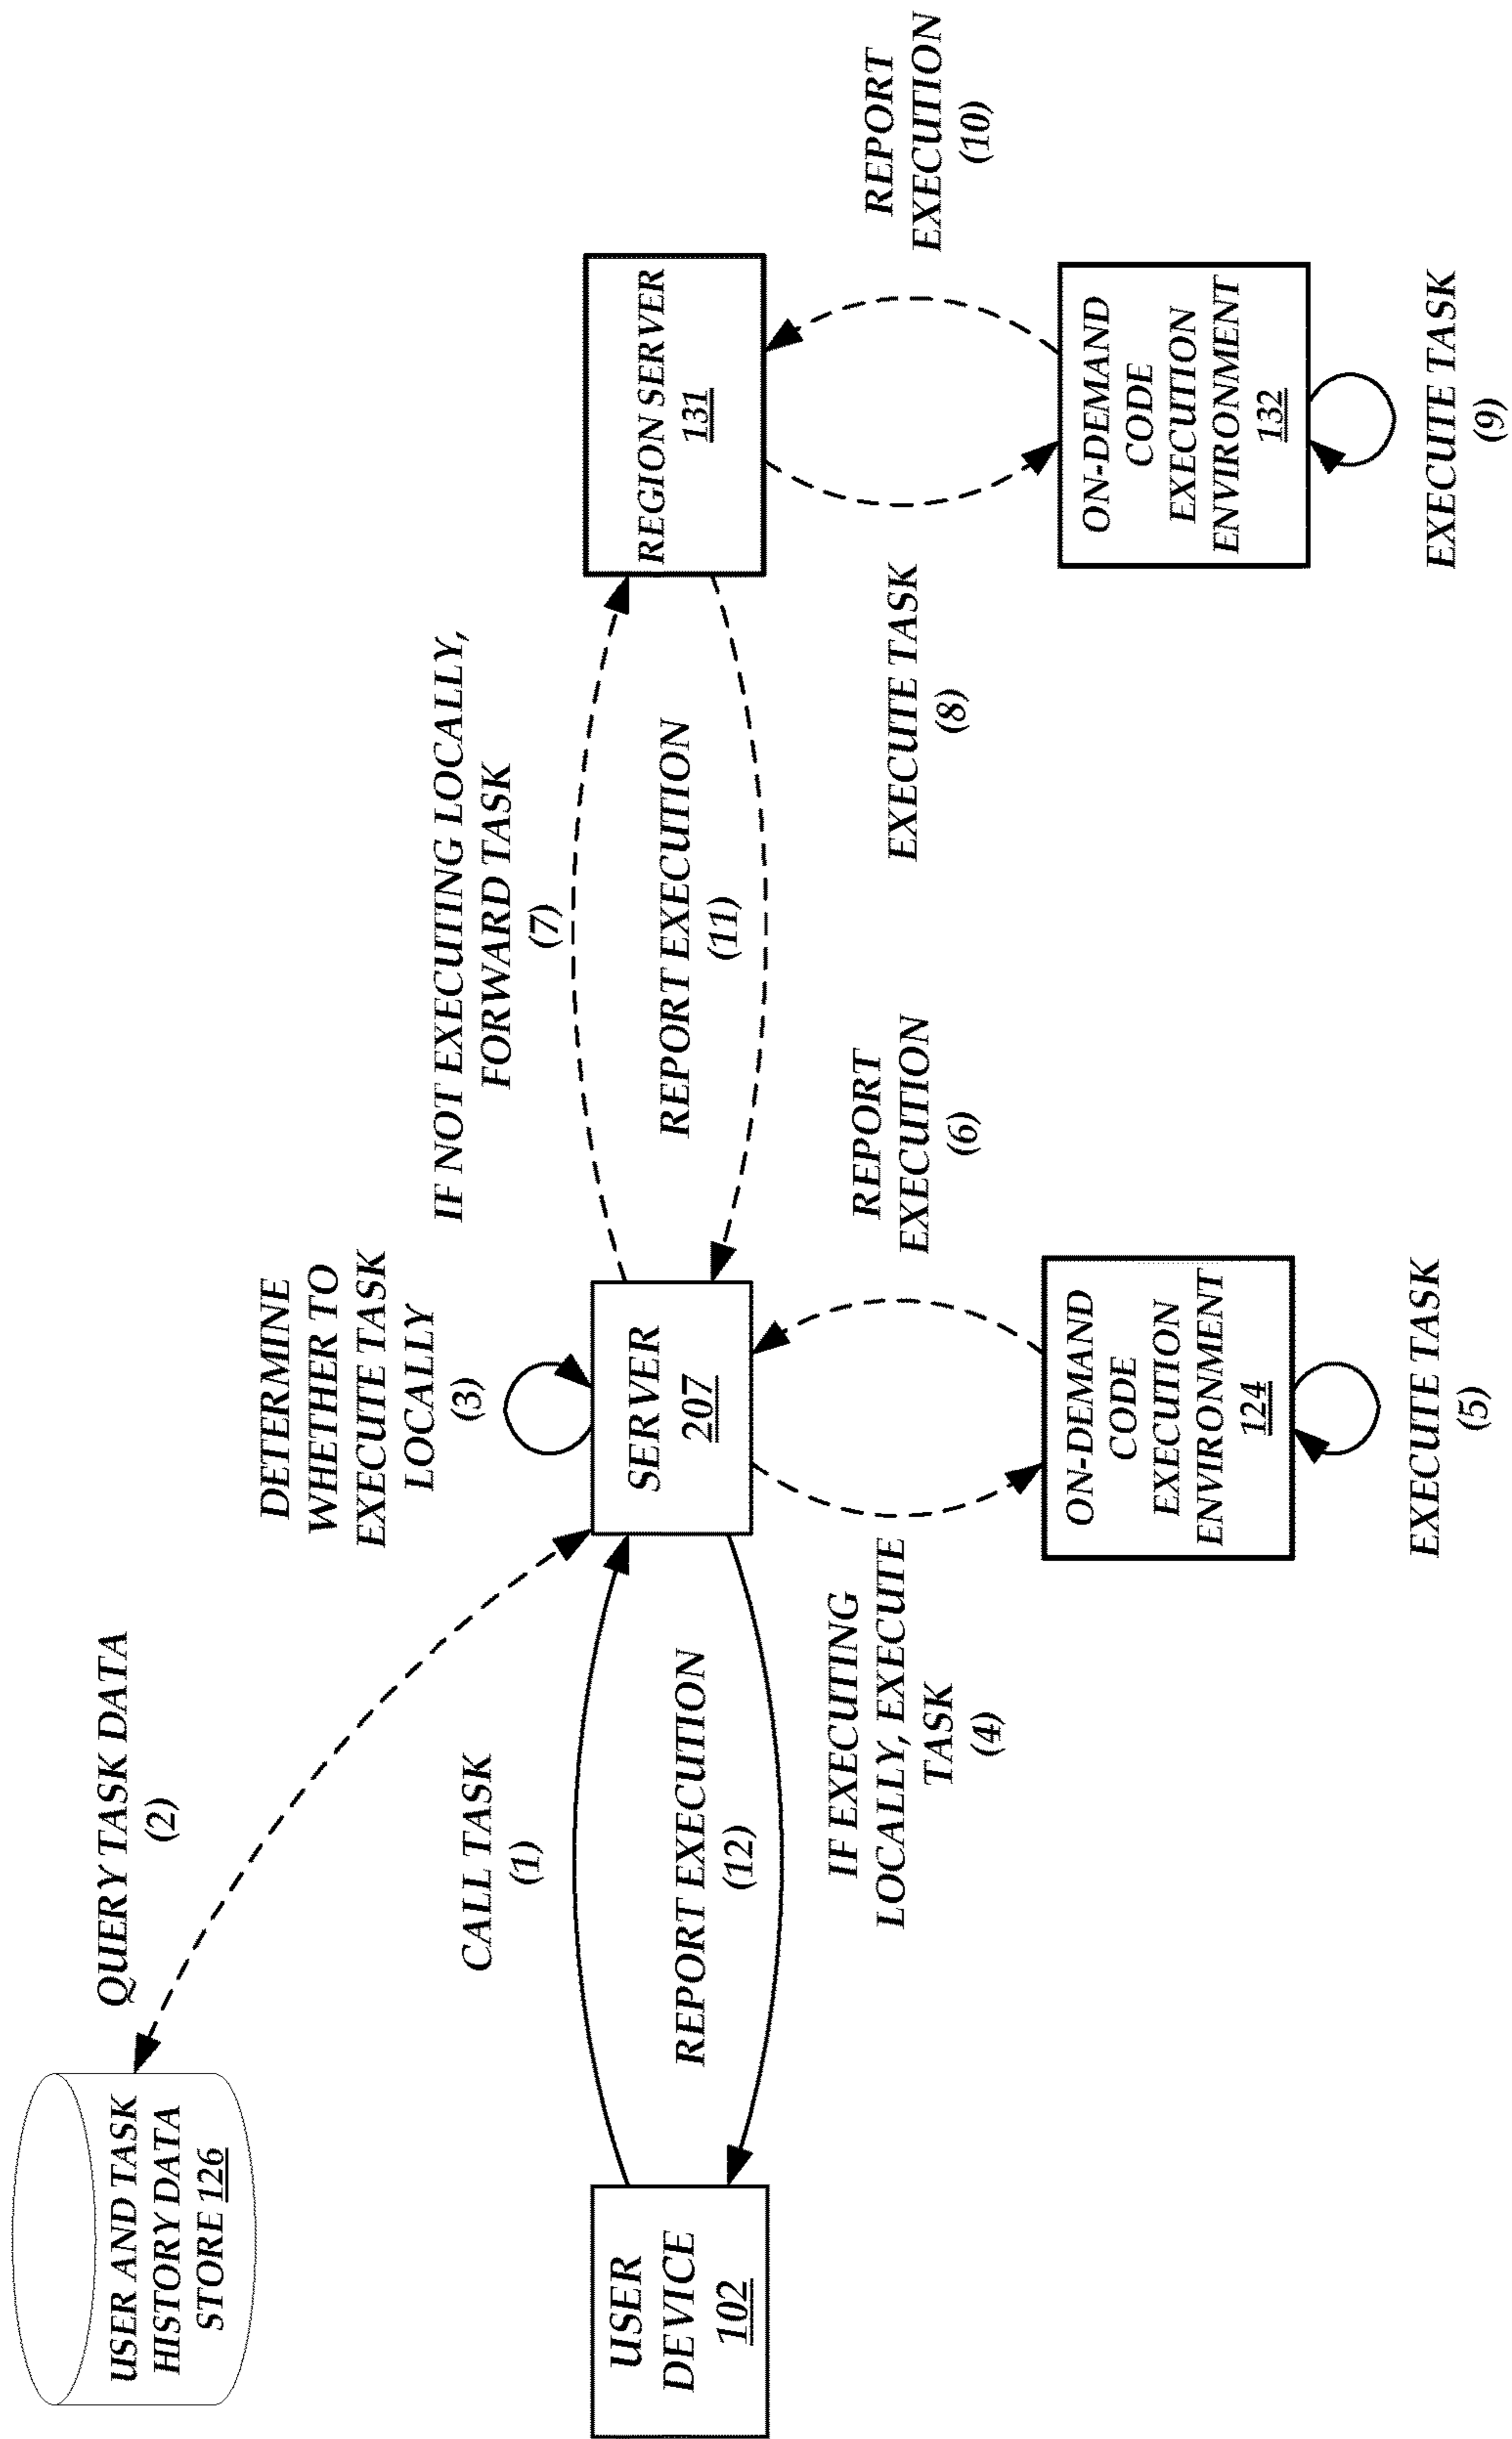 USER AND TASK
HISTORY DATA
STORE 126
QUERY TASK DATA
(2)
DETERMINE
WHETHER TO
EXECUTE TASK
LOCALLY
(3)
IF NOT EXECUTING LOCALLY,
FORWARD TASK
(7)
CALL TASK
(1)
USER
DEVICE
102
REPORT EXECUTION
(12)
SERVER
207
REPORT EXECUTION
(11)
REGION SERVER
131
IF EXECUTING
LOCALLY, EXECUTE
TASK
(4)
REPORT
EXECUTION
(6)
EXECUTE TASK
(8)
REPORT
EXECUTION
(10)
ON-DEMAND
CODE
EXECUTION
ENVIRONMENT
124
ON-DEMAND
CODE
EXECUTION
ENVIRONMENT
132
EXECUTE TASK
(5)
EXECUTE TASK
(9)